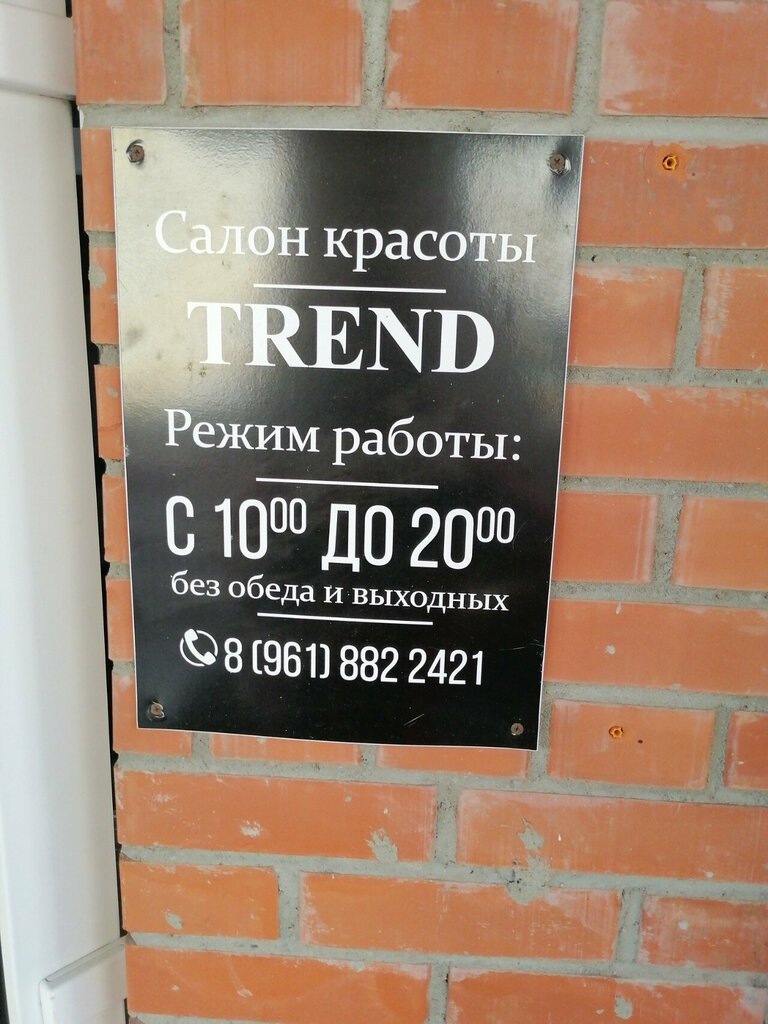 Салон красоты
TREND
Режим работы:
С 10⁰⁰ ДО 20⁰⁰
без обеда и выходных
8 (961) 882 2421